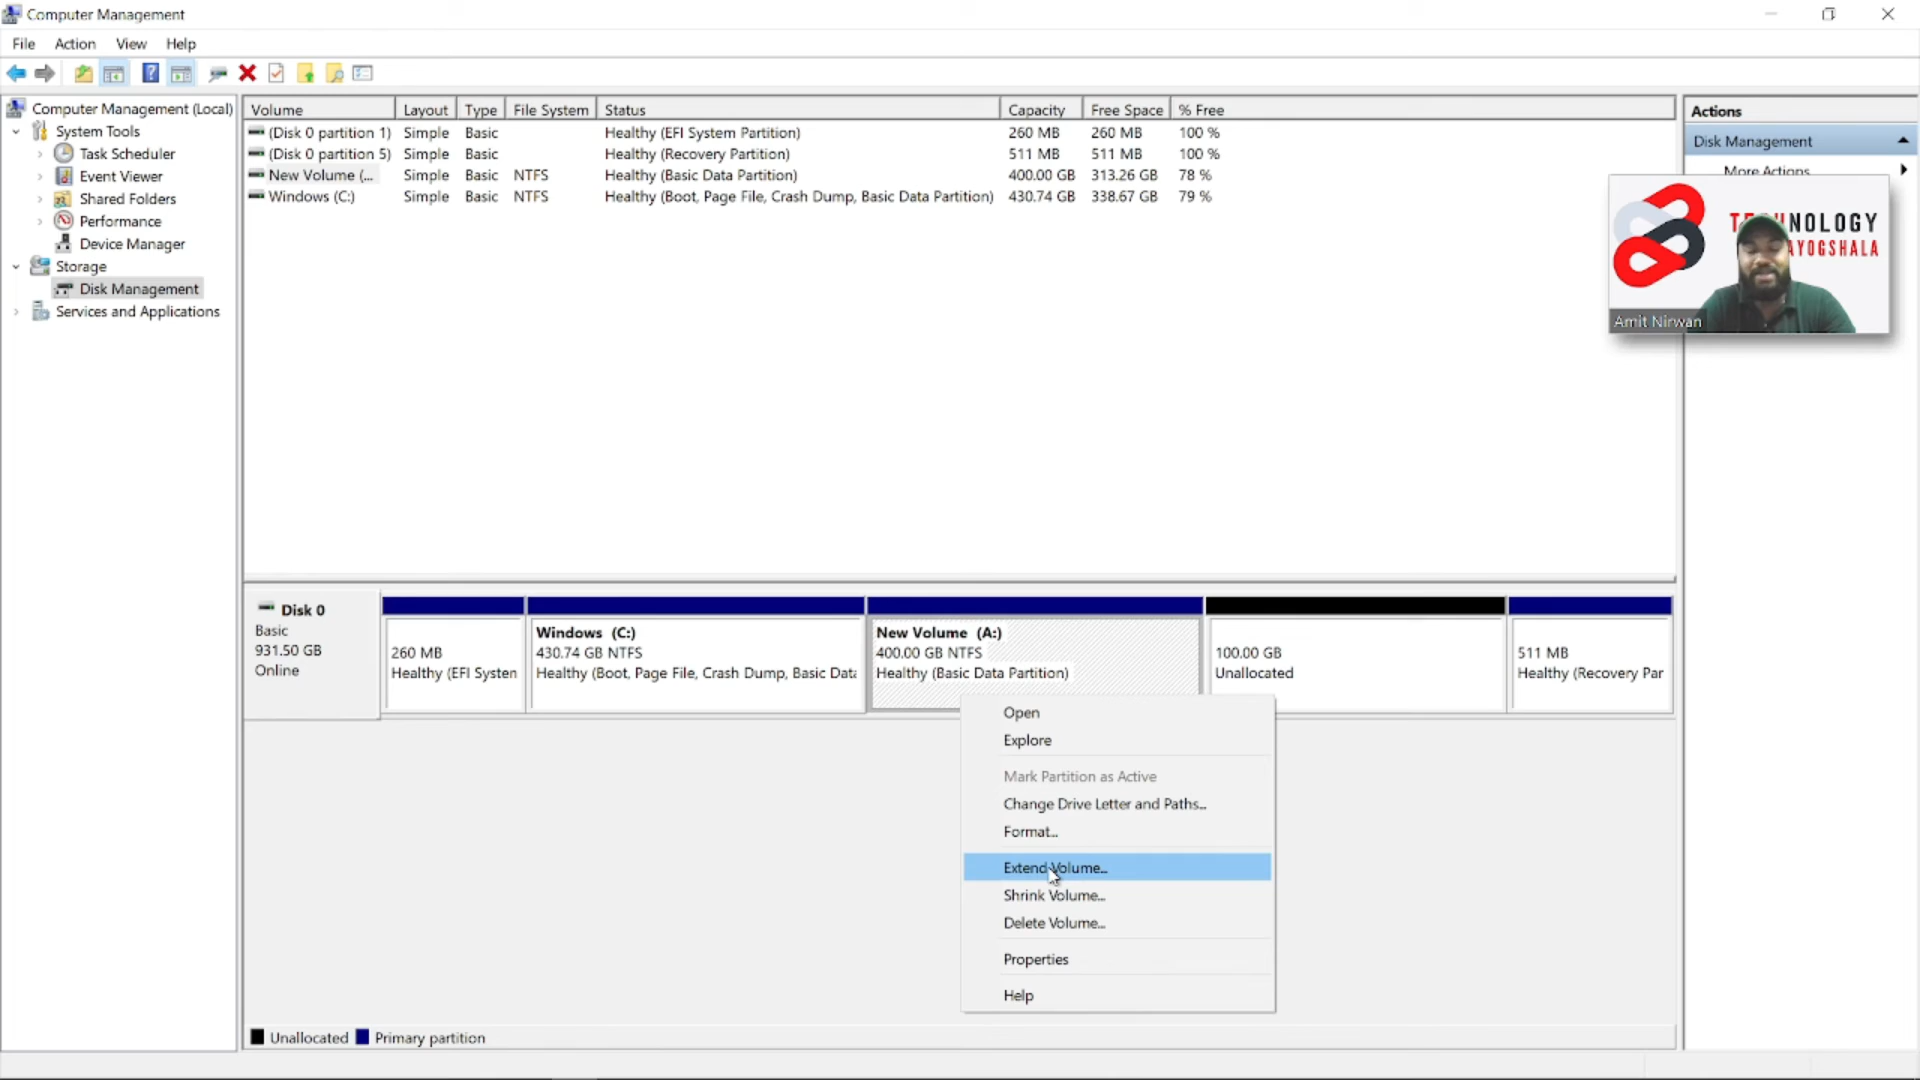 Computer Management
File Action View Help
Computer Management (Local)
System Tools
Task Scheduler
Event Viewer
Shared Folders
Performance
Device Manager
Storage
Disk Management
Services and Applications
Volume Layout Type File System Status Capacity Free Space % Free
(Disk 0 partition 1) Simple Basic Healthy (EFI System Partition) 260 MB 260 MB 100 %
(Disk 0 partition 5) Simple Basic Healthy (Recovery Partition) 511 MB 511 MB 100 %
New Volume (... Simple Basic NTFS Healthy (Basic Data Partition) 400.00 GB 313.26 GB 78 %
Windows (C:) Simple Basic NTFS Healthy (Boot, Page File, Crash Dump, Basic Data Partition) 430.74 GB 338.67 GB 79 %
Actions
Disk Management
More Actions
NOLOGY
AYOGSHALA
Amit Nirwan
Disk 0
Basic
931.50 GB
Online
260 MB
Healthy (EFI System
Windows (C:)
430.74 GB NTFS
Healthy (Boot, Page File, Crash Dump, Basic Data
New Volume (A:)
400.00 GB NTFS
Healthy (Basic Data Partition)
100.00 GB
Unallocated
511 MB
Healthy (Recovery Par
Open
Explore
Mark Partition as Active
Change Drive Letter and Paths...
Format...
Extend Volume...
Shrink Volume...
Delete Volume...
Properties
Help
Unallocated Primary partition